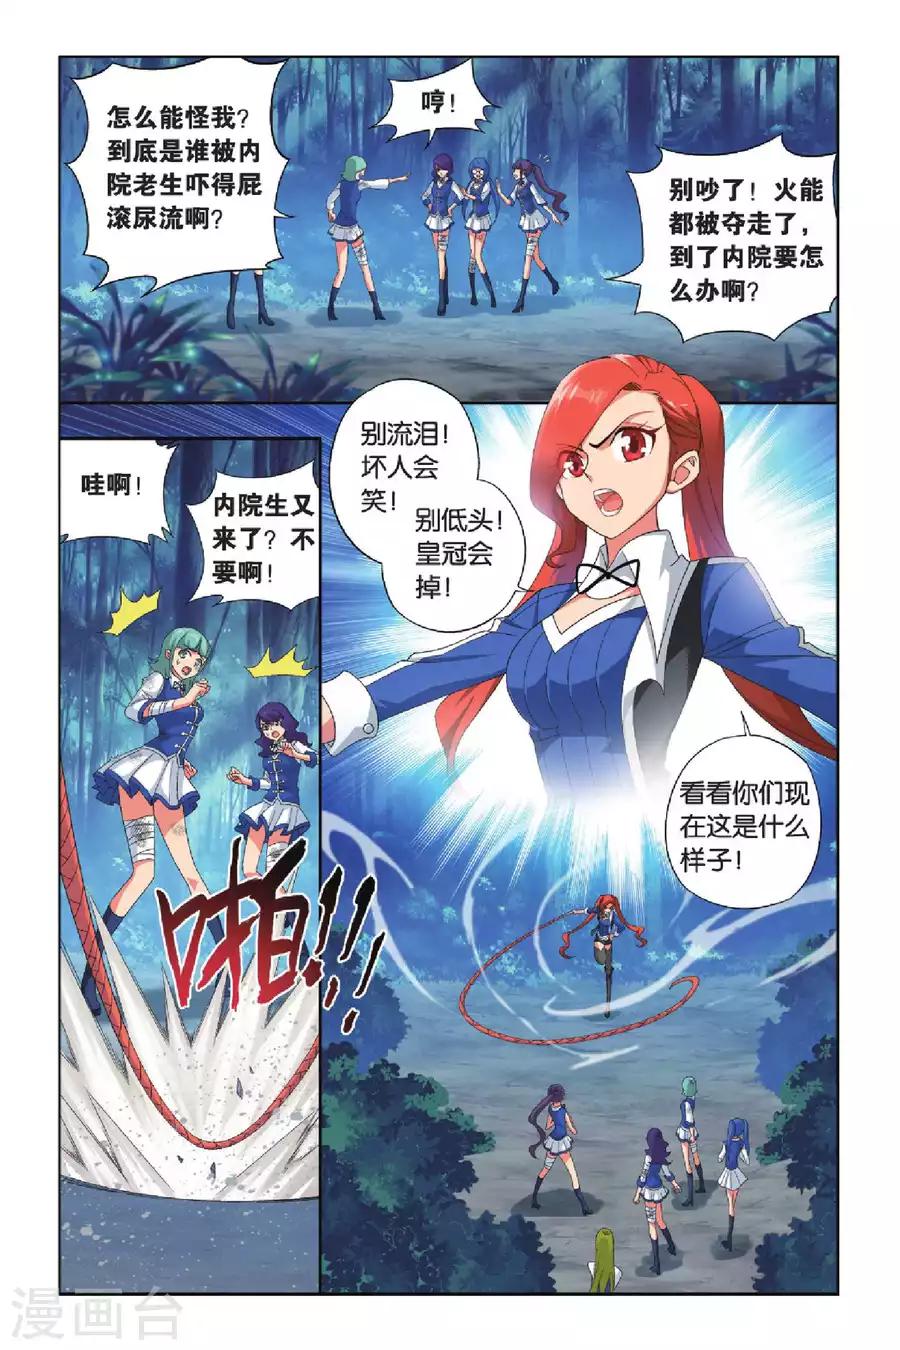 怎么能怪我？
到底是谁被内
院老生吓得屁
滚尿流啊？
哼！
别吵了！火能
都被夺走了，
到了内院要怎
么办啊？
哇啊！
内院生又
来了？不
要啊！
啪!!!
别流泪！
坏人会
笑！
别低头！
皇冠会
掉！
看看你们现
在这是什么
样子！
漫画台